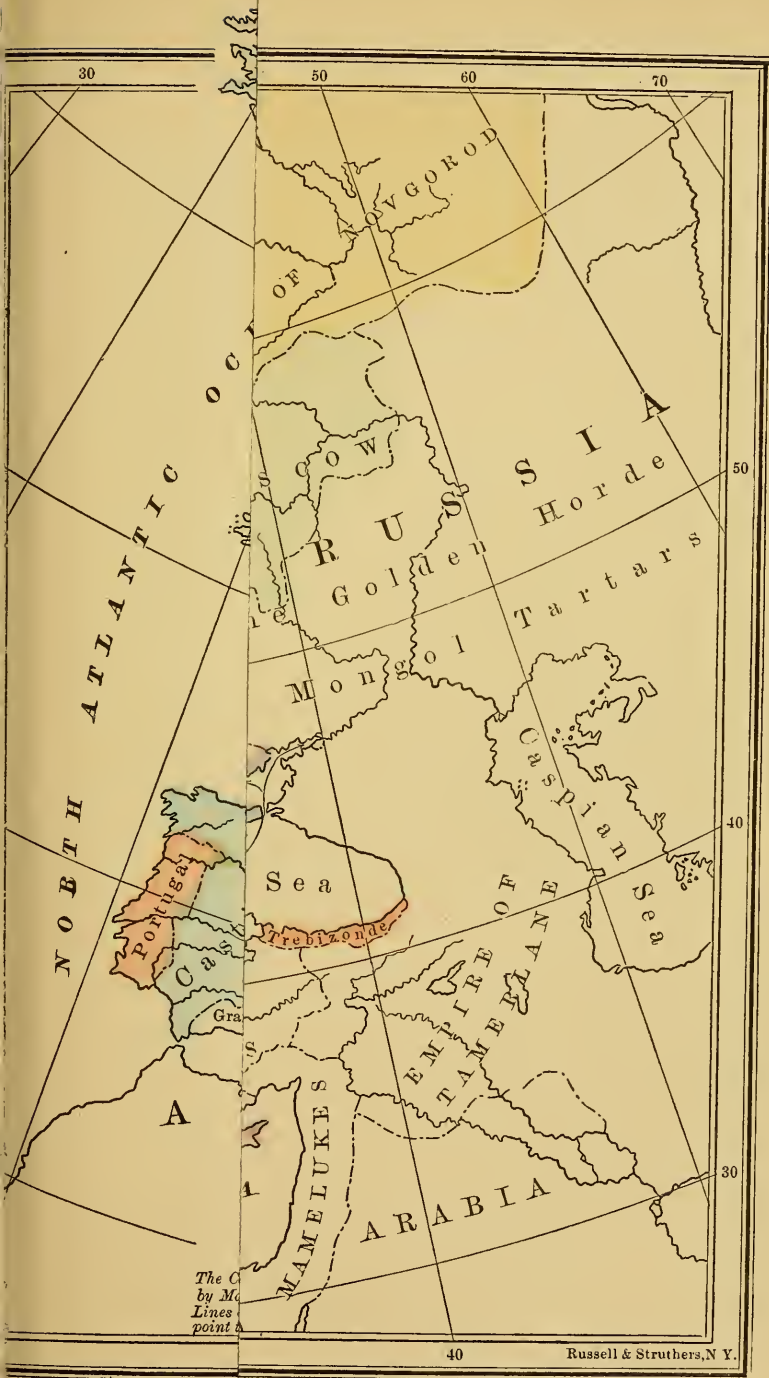 30
50
60
70
NOVGOROD
OF
OC
COW
RUSSIA
50
Golden Horde
Mongol Tartars
NORTH ATLANTIC
Caspian Sea
40
Portugal
Cas
Gra
Sea
Trebizonde
EMPIRE OF
TAMERLANE
A
S
MAMELUKES
ARABIA
30
The C
by Mo
Lines
point t
40
Russell & Struthers, N Y.